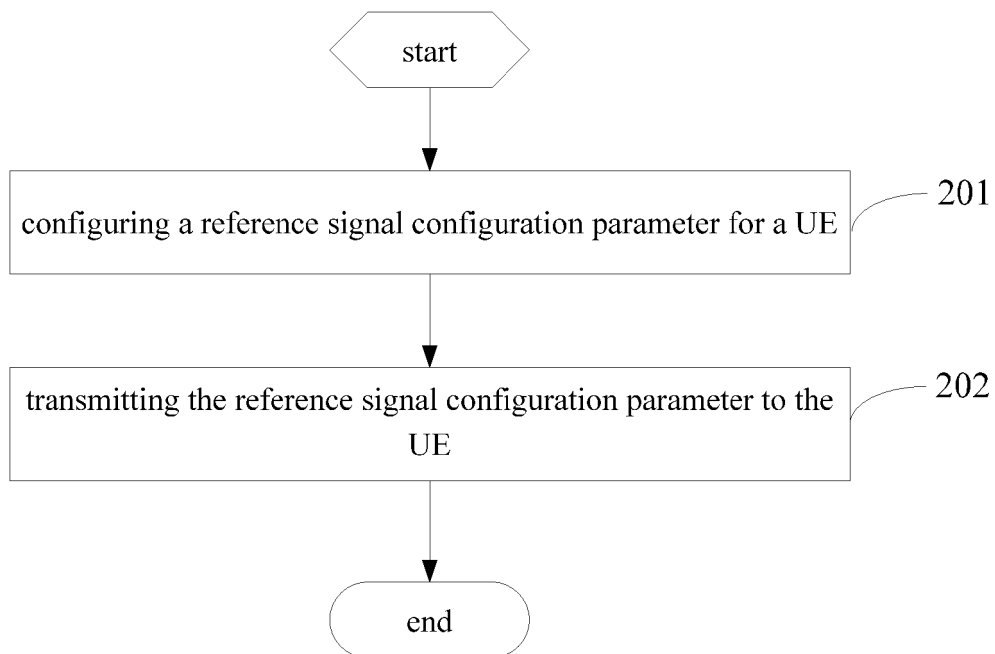 start
configuring a reference signal configuration parameter for a UE
201
transmitting the reference signal configuration parameter to the
UE
202
end